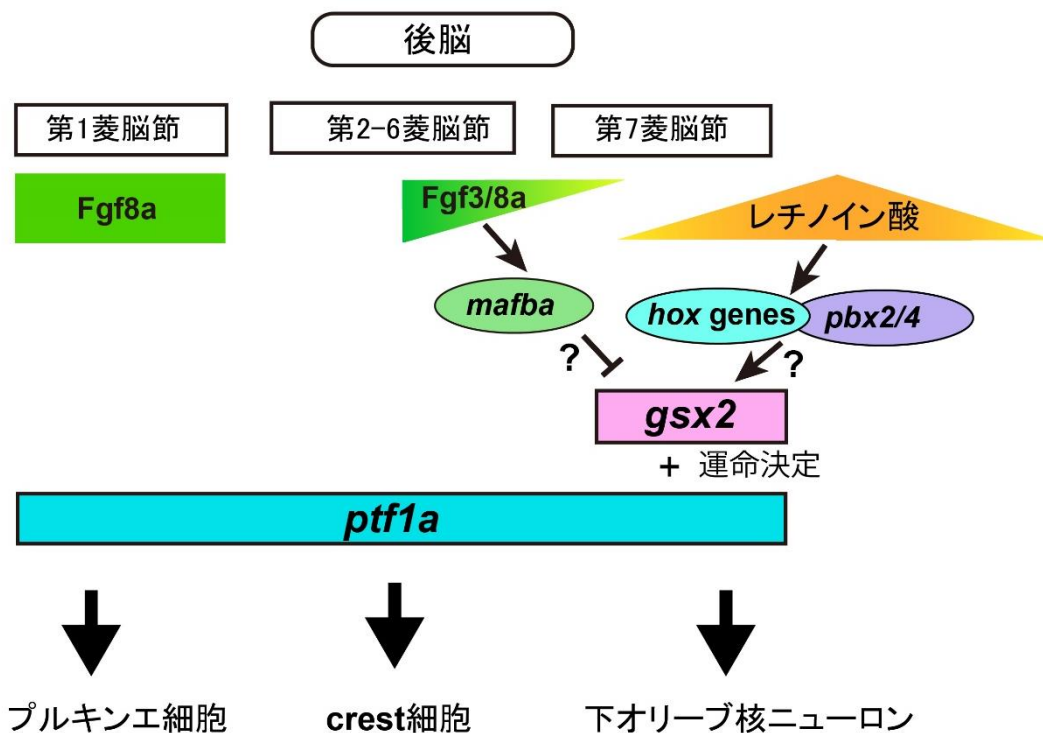 後脳
第1菱脳節
第2-6菱脳節
第7菱脳節
Fgf8a
Fgf3/8a
レチノイン酸
mafba
hox genes
pbx2/4
?
?
gsx2
+ 運命決定
ptf1a
プルキンエ細胞
crest細胞
下オリーブ核ニューロン